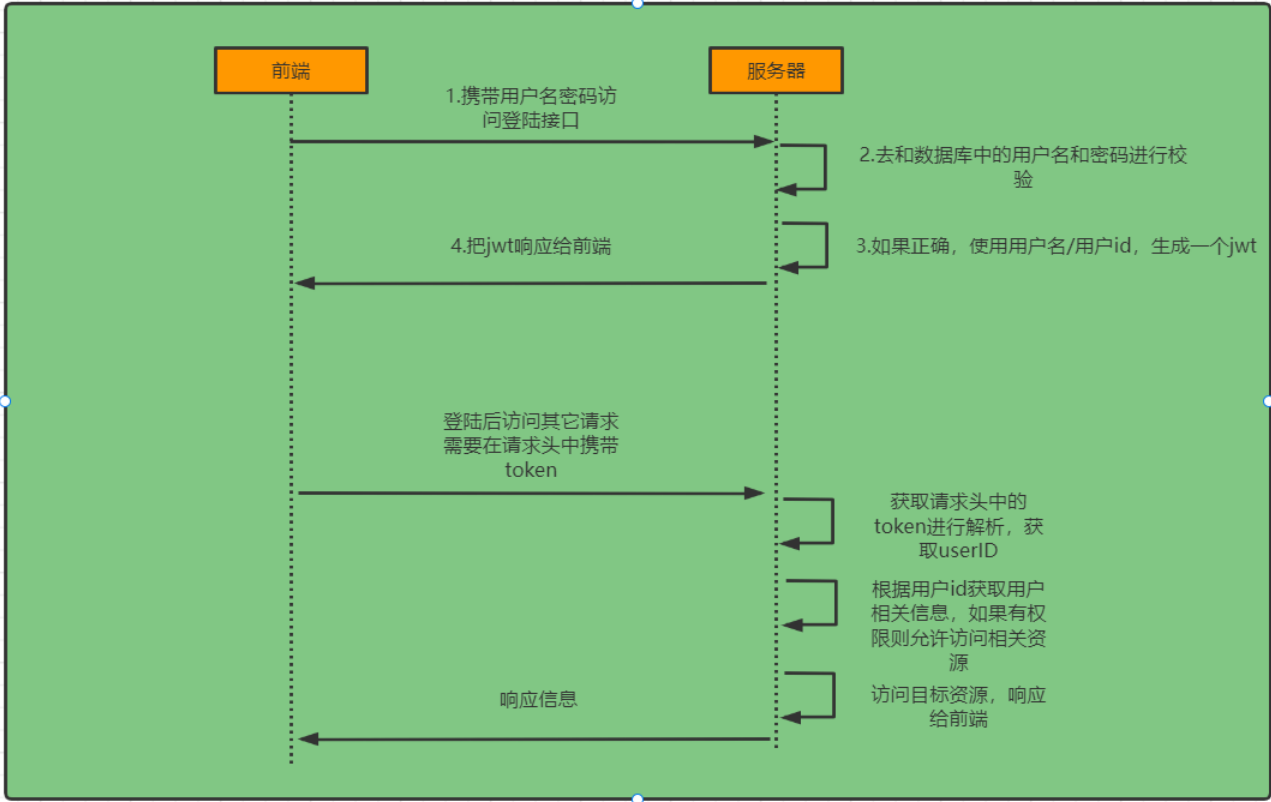 前端
服务器
1.携带用户名密码访
问登陆接口
2.去和数据库中的用户名和密码进行校
验
4.把jwt响应给前端
3.如果正确，使用用户名/用户id，生成一个jwt
登陆后访问其它请求
需要在请求头中携带
token
获取请求头中的
token进行解析，获
取userID
根据用户id获取用户
相关信息，如果有权
限则允许访问相关资
源
响应信息
访问目标资源，响应
给前端